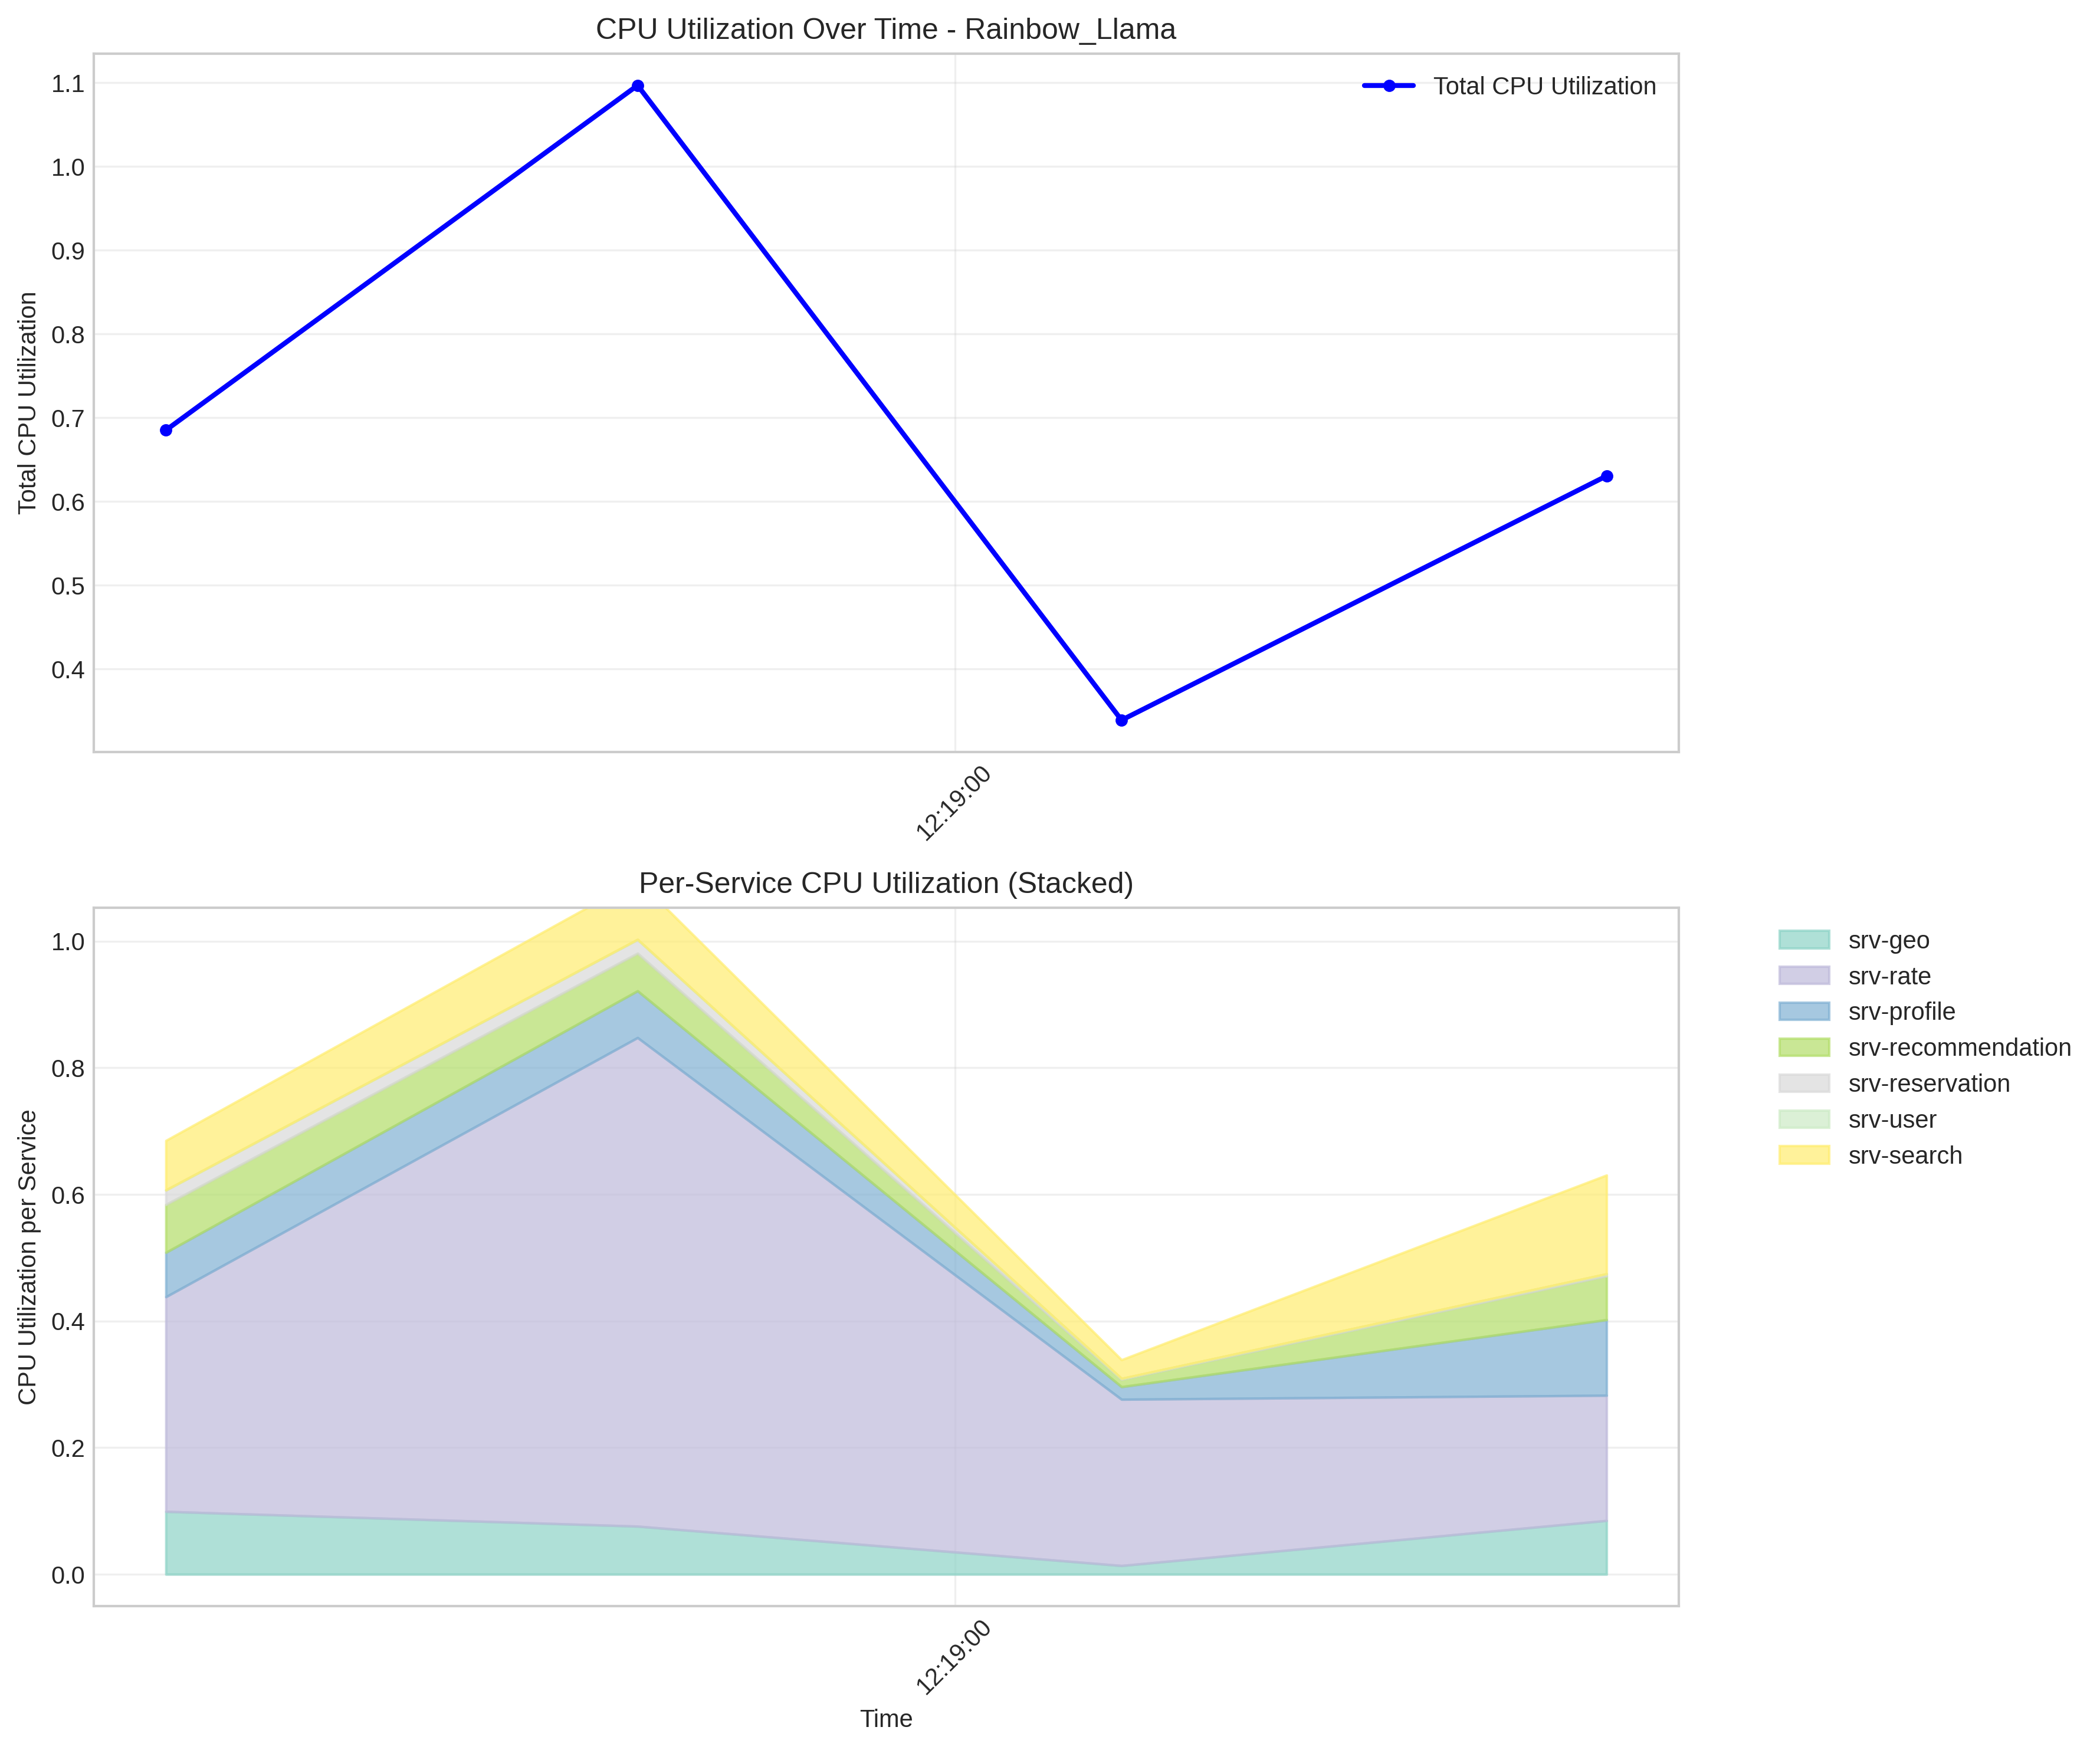 CPU Utilization Over Time - Rainbow_Llama
Total CPU Utilization
1.1
1.0
0.9
0.8
0.7
0.6
0.5
0.4
Total CPU Utilization
12:19:00
Per-Service CPU Utilization (Stacked)
CPU Utilization per Service
1.0
0.8
0.6
0.4
0.2
0.0
srv-geo
srv-rate
srv-profile
srv-recommendation
srv-reservation
srv-user
srv-search
12:19:00
Time